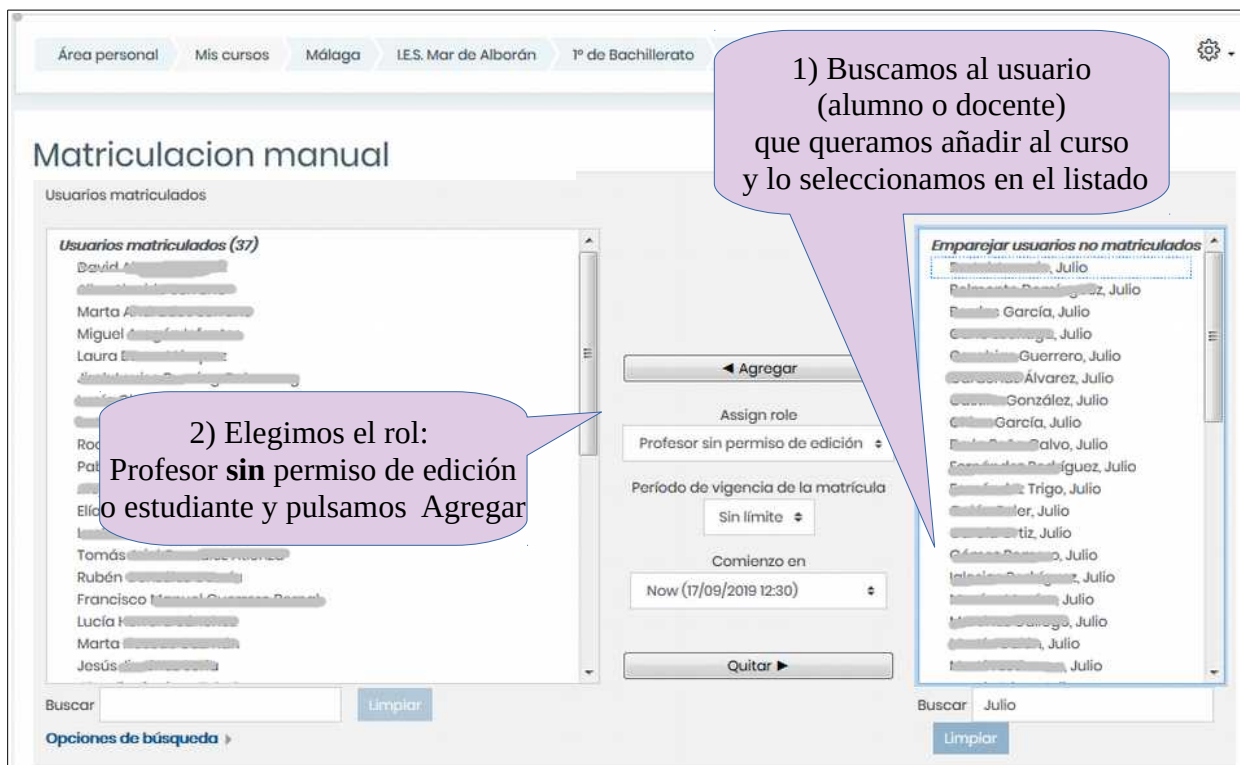 Área personal
Mis cursos
Málaga
I.E.S. Mar de Alborán
1º de Bachillerato
1) Buscamos al usuario
(alumno o docente)
que queramos añadir al curso
y lo seleccionamos en el listado
Matriculacion manual
Usuarios matriculados
Usuarios matriculados (37)
David
Marta
Miguel
Laura
Tomás
Rubén
Francisco
Lucía
Marta
Jesús
2) Elegimos el rol:
Profesor sin permiso de edición
o estudiante y pulsamos Agregar
◄ Agregar
Assign role
Profesor sin permiso de edición
Período de vigencia de la matrícula
Sin límite
Comienzo en
Now (17/09/2019 12:30)
Quitar ►
Emparejar usuarios no matriculados
, Julio
, Julio
García, Julio
, Julio
Guerrero, Julio
Álvarez, Julio
González, Julio
García, Julio
, Julio
, Julio
Trigo, Julio
, Julio
, Julio
, Julio
, Julio
Julio
, Julio
, Julio
, Julio
Buscar
Limpiar
Opciones de búsqueda
Buscar Julio
Limpiar